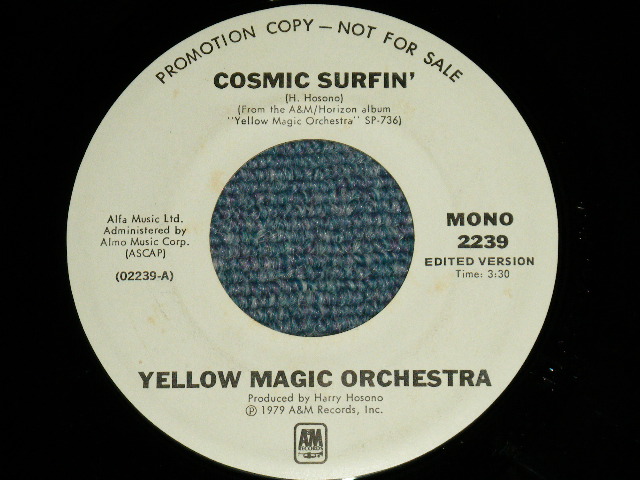 PROMOTION COPY — NOT FOR SALE
COSMIC SURFIN'
(H. Hosono)
(From the A&M/Horizon album
"Yellow Magic Orchestra" SP-736)
Alfa Music Ltd.
Administered by
Almo Music Corp.
(ASCAP)
(02239-A)
MONO
2239
EDITED VERSION
Time: 3:30
YELLOW MAGIC ORCHESTRA
Produced by Harry Hosono
℗ 1979 A&M Records, Inc.
A&M
RECORDS